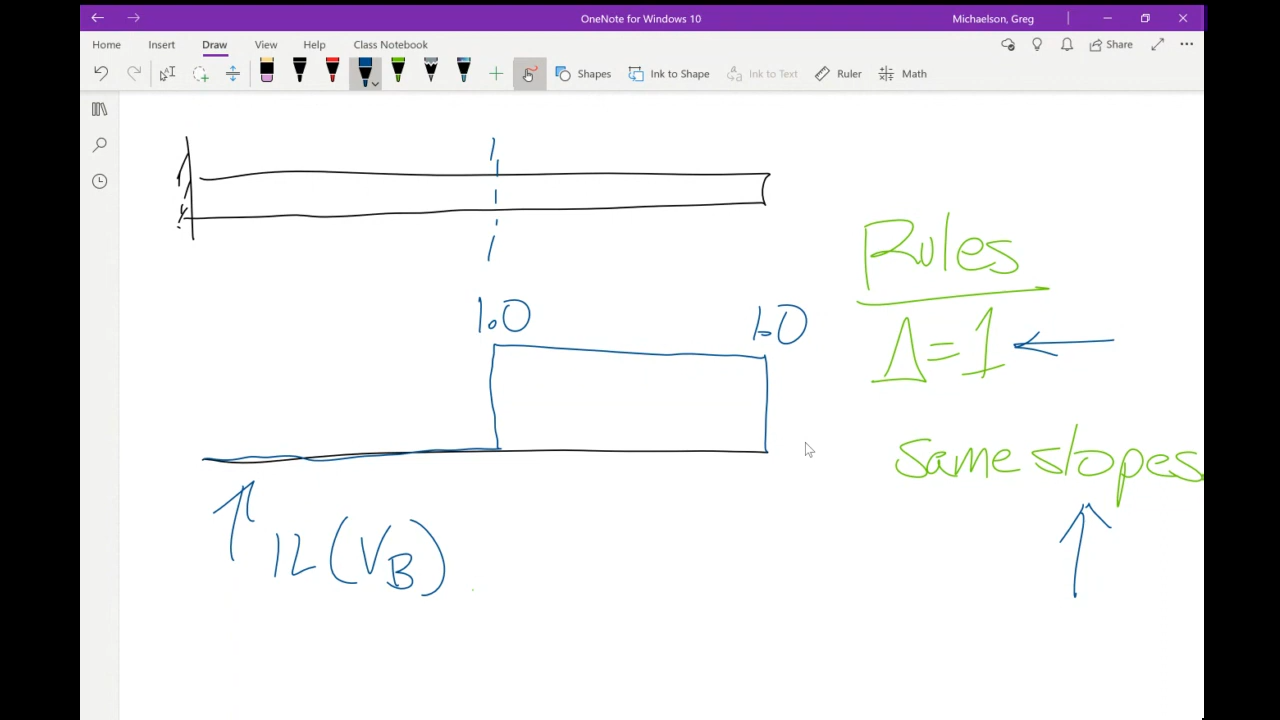 OneNote for Windows 10
Michaelson, Greg
Home Insert Draw View Help Class Notebook
Share
Shapes Ink to Shape Ink to Text Ruler Math
Rules
1.0 1.0
Δ=1
same slopes
IL(VB)